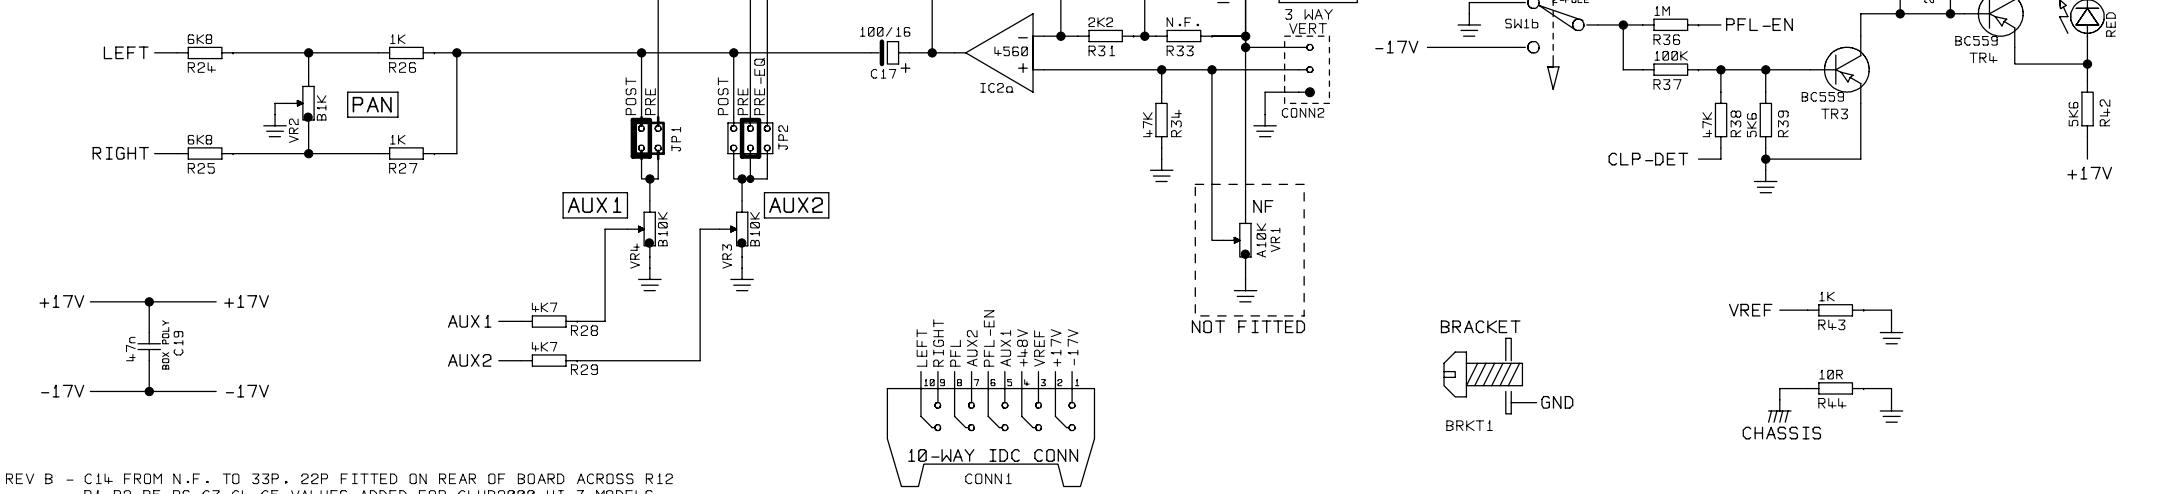 LEFT
6K8
R24
1K
R26
B1K
VR2
PAN
RIGHT
6K8
R25
1K
R27
POST
PRE
JP1
POST
PRE
PRE-EQ
JP2
AUX1
AUX2
B10K
VR4
B10K
VR3
100/16
C17
+
4560
-
+
IC2a
2K2
R31
N.F.
R33
3 WAY
VERT
CONN2
47K
R34
NF
A10K
VR1
NOT FITTED
-17V
SW1b
1M
R36
PFL-EN
100K
R37
BC559
TR3
BC559
TR4
RED
47K
R38
5K6
R39
CLP-DET
5K6
R42
+17V
+17V
+17V
47n
BOX POLY
C19
-17V
-17V
AUX1
4K7
R28
AUX2
4K7
R29
LEFT
RIGHT
PFL
AUX2
PFL-EN
AUX1
+48V
VREF
+17V
-17V
10 9 8 7 6 5 4 3 2 1
10-WAY IDC CONN
CONN1
BRACKET
GND
BRKT1
VREF
1K
R43
10R
R44
CHASSIS
REV B - C14 FROM N.F. TO 33P. 22P FITTED ON REAR OF BOARD ACROSS R12